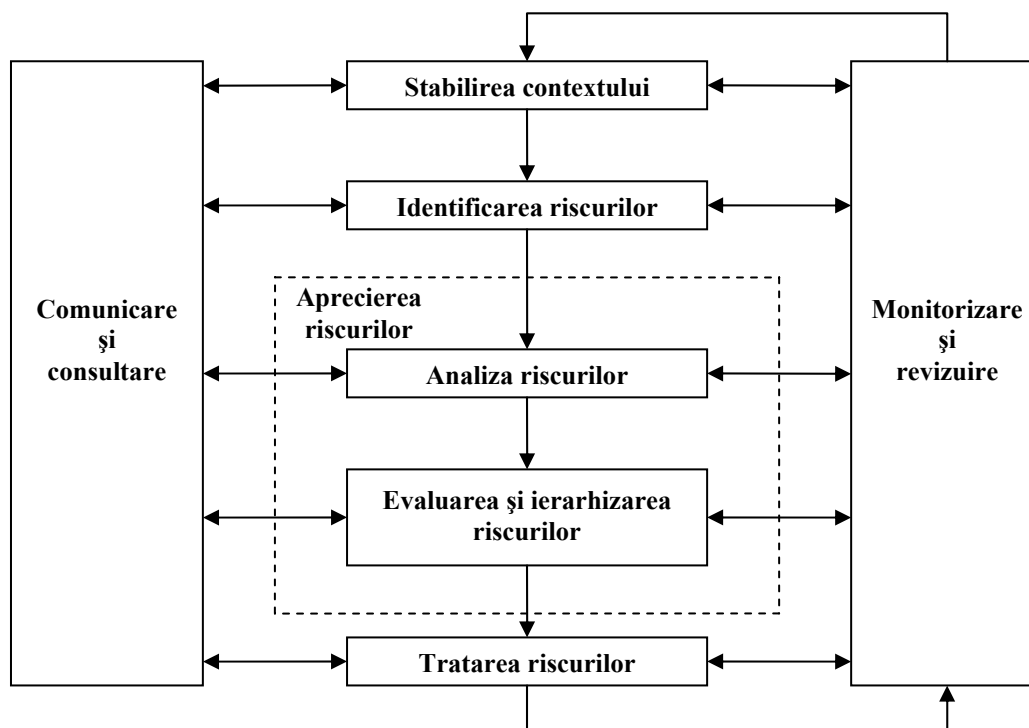 Stabilirea contextului
Identificarea riscurilor
Aprecierea
riscurilor
Comunicare
şi
consultare
Monitorizare
şi
revizuire
Analiza riscurilor
Evaluarea şi ierarhizarea
riscurilor
Tratarea riscurilor